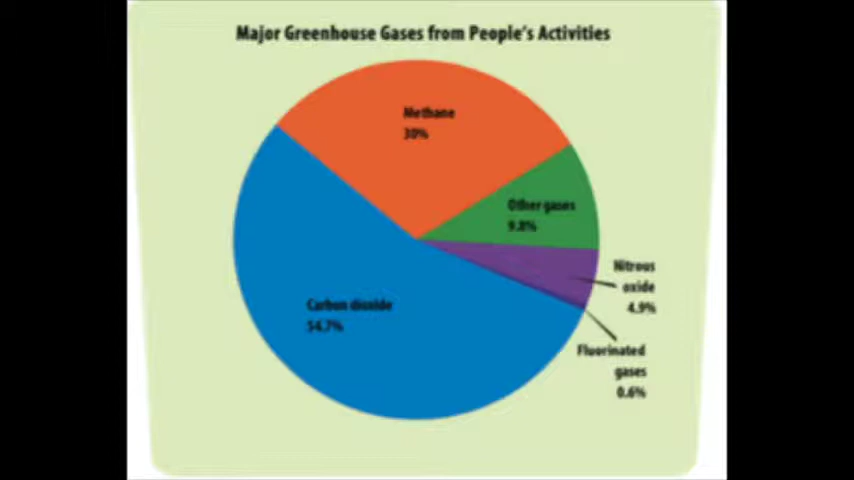 Major Greenhouse Gases from People's Activities
Methane
30%
Other gases
9.8%
Nitrous
oxide
4.9%
Carbon dioxide
54.7%
Fluorinated
gases
0.6%